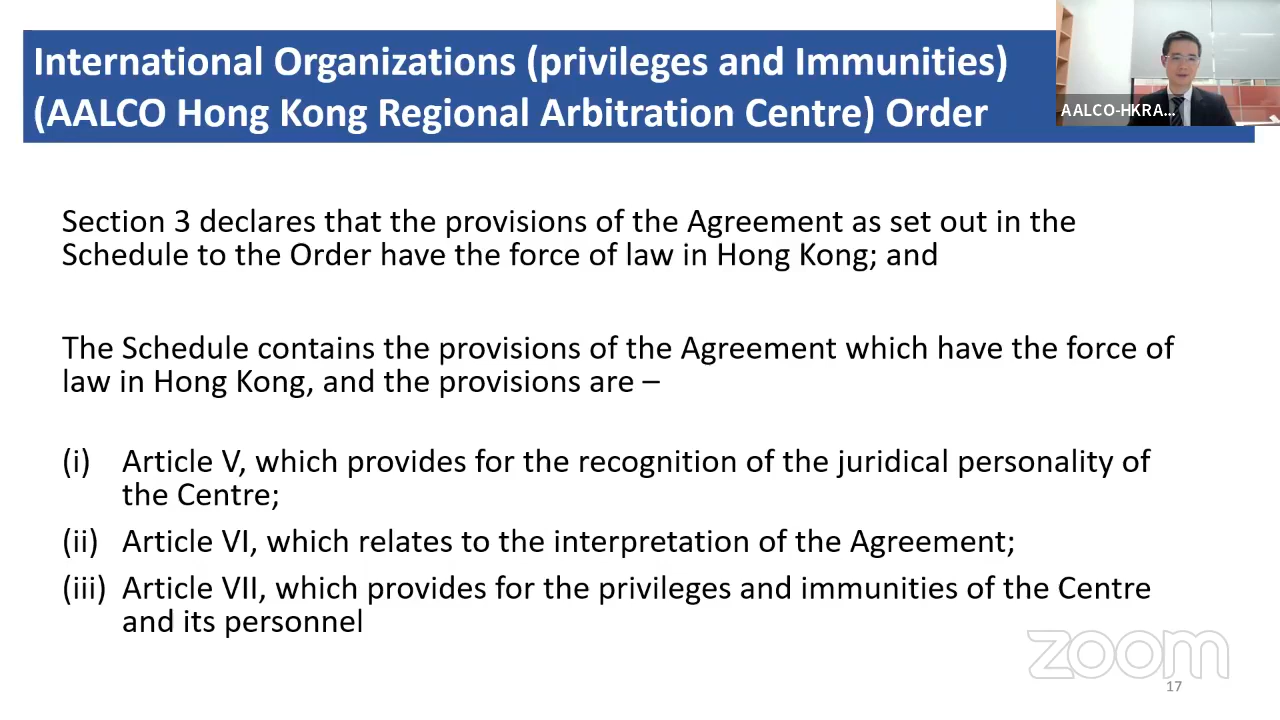 International Organizations (privileges and Immunities)
(AALCO Hong Kong Regional Arbitration Centre) Order
AALCO-HKRA...
Section 3 declares that the provisions of the Agreement as set out in the
Schedule to the Order have the force of law in Hong Kong; and
The Schedule contains the provisions of the Agreement which have the force of
law in Hong Kong, and the provisions are –
(i) Article V, which provides for the recognition of the juridical personality of
the Centre;
(ii) Article VI, which relates to the interpretation of the Agreement;
(iii) Article VII, which provides for the privileges and immunities of the Centre
and its personnel
zoom
17